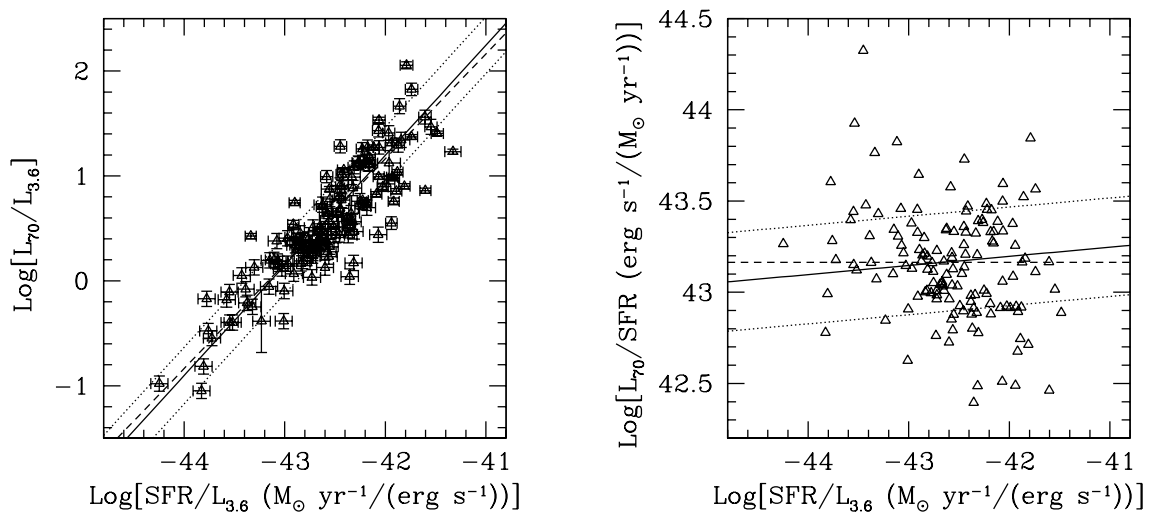 Log[L₇₀/L₃.₆]
2
1
0
−1
−44 −43 −42 −41
Log[SFR/L₃.₆ (M⊙ yr⁻¹/(erg s⁻¹))]
Log[L₇₀/SFR (erg s⁻¹/(M⊙ yr⁻¹))]
44.5
44
43.5
43
42.5
−44 −43 −42 −41
Log[SFR/L₃.₆ (M⊙ yr⁻¹/(erg s⁻¹))]